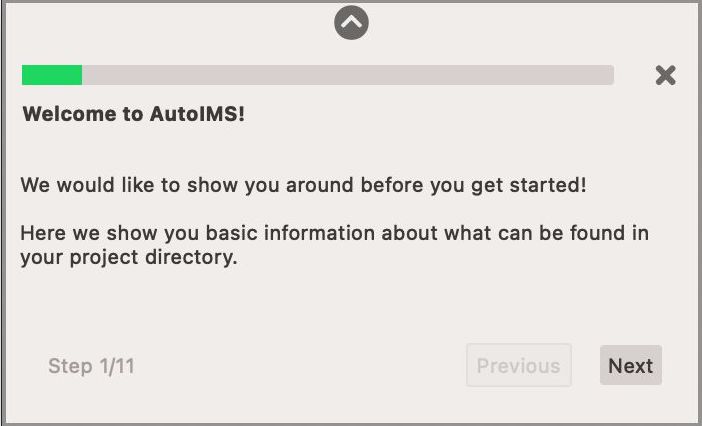 Welcome to AutoIMS!
We would like to show you around before you get started!
Here we show you basic information about what can be found in
your project directory.
Step 1/11
Previous
Next